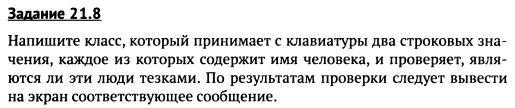 Задание 21.8
Напишите класс, который принимает с клавиатуры два строковых зна-
чения, каждое из которых содержит имя человека, и проверяет, явля-
ются ли эти люди тезками. По результатам проверки следует вывести
на экран соответствующее сообщение.